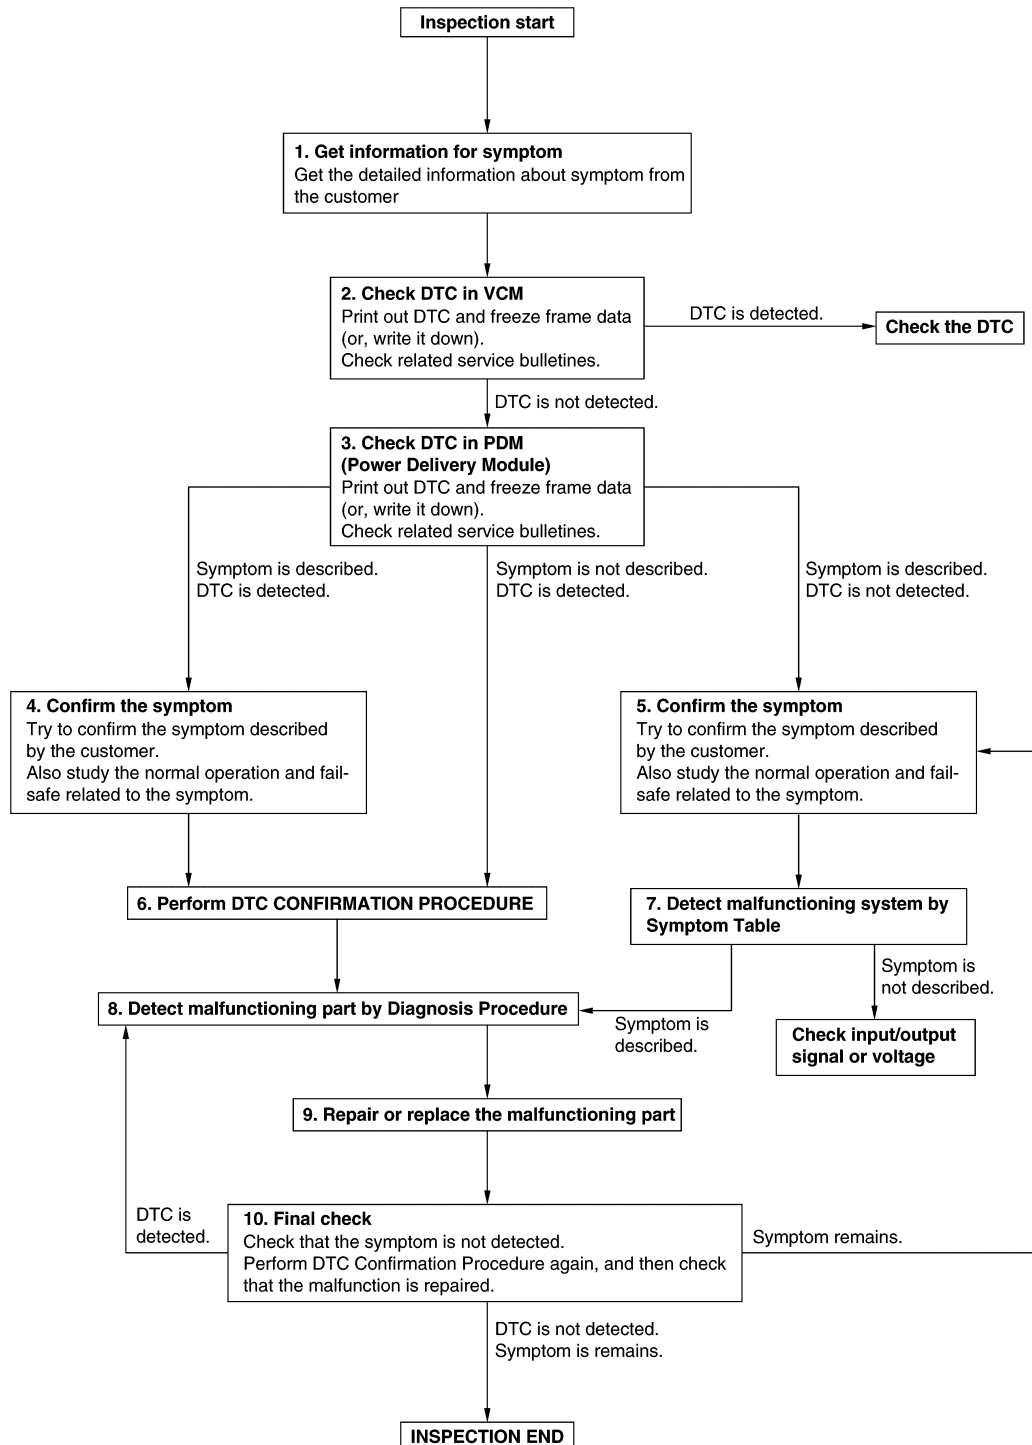 Inspection start
1. Get information for symptom
Get the detailed information about symptom from
the customer
2. Check DTC in VCM
Print out DTC and freeze frame data
(or, write it down).
Check related service bulletines.
DTC is detected.
Check the DTC
DTC is not detected.
3. Check DTC in PDM
(Power Delivery Module)
Print out DTC and freeze frame data
(or, write it down).
Check related service bulletines.
Symptom is described.
DTC is detected.
Symptom is not described.
DTC is detected.
Symptom is described.
DTC is not detected.
4. Confirm the symptom
Try to confirm the symptom described
by the customer.
Also study the normal operation and fail-
safe related to the symptom.
5. Confirm the symptom
Try to confirm the symptom described
by the customer.
Also study the normal operation and fail-
safe related to the symptom.
6. Perform DTC CONFIRMATION PROCEDURE
7. Detect malfunctioning system by
Symptom Table
Symptom is
not described.
8. Detect malfunctioning part by Diagnosis Procedure
Symptom is
described.
Check input/output
signal or voltage
9. Repair or replace the malfunctioning part
DTC is
detected.
10. Final check
Check that the symptom is not detected.
Perform DTC Confirmation Procedure again, and then check
that the malfunction is repaired.
Symptom remains.
DTC is not detected.
Symptom is remains.
INSPECTION END